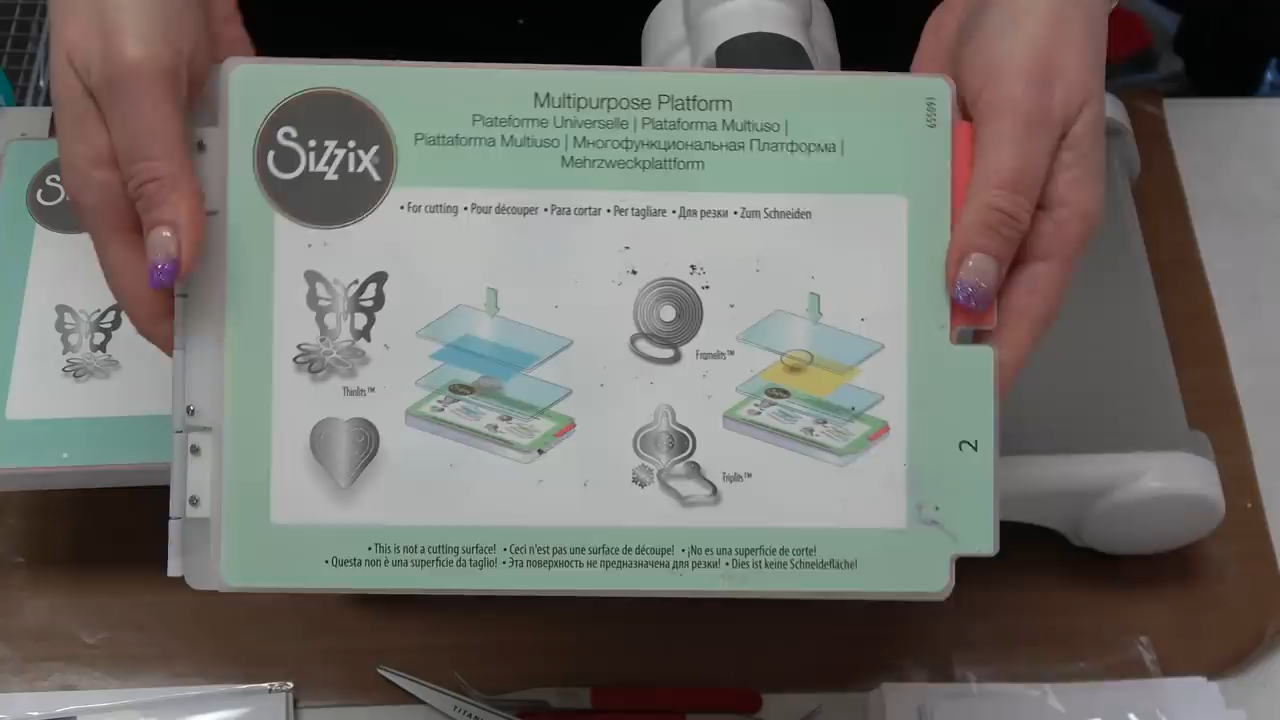 Sizzix
Multipurpose Platform
Plateforme Universelle | Plataforma Multiuso |
Piattaforma Multiuso | Многофункциональная Платформа |
Mehrzweckplattform
655091
• For cutting • Pour découper • Para cortar • Per tagliare • Для резки • Zum Schneiden
Thinlits™
Framelits™
Triplits™
2
• This is not a cutting surface! • Ceci n'est pas une surface de découpe! • ¡No es una superficie de corte!
• Questa non è una superficie da taglio! • Эта поверхность не предназначена для резки! • Dies ist keine Schneidefläche!
S
TITAN